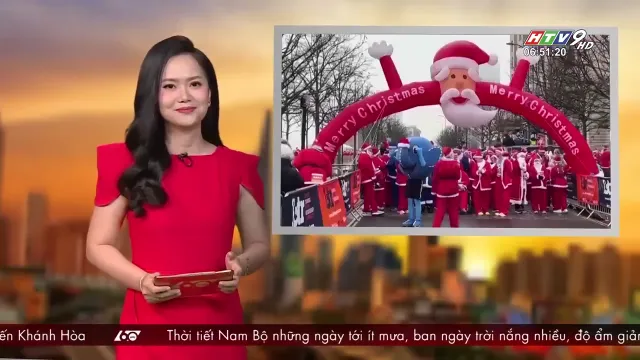 HTV9 HD
06:51:20
Merry Christmas
Merry Christmas
ến Khánh Hòa
60
Thời tiết Nam Bộ những ngày tới ít mưa, ban ngày trời nắng nhiều, độ ẩm giả